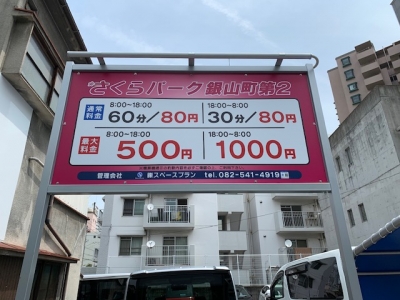 さくらパーク銀山町第2
通常料金
8:00~18:00
60分/80円
18:00~8:00
30分/80円
最大料金
8:00~18:00
500円
18:00~8:00
1000円
管理会社 ㈱スペースプラン tel.082-541-4919